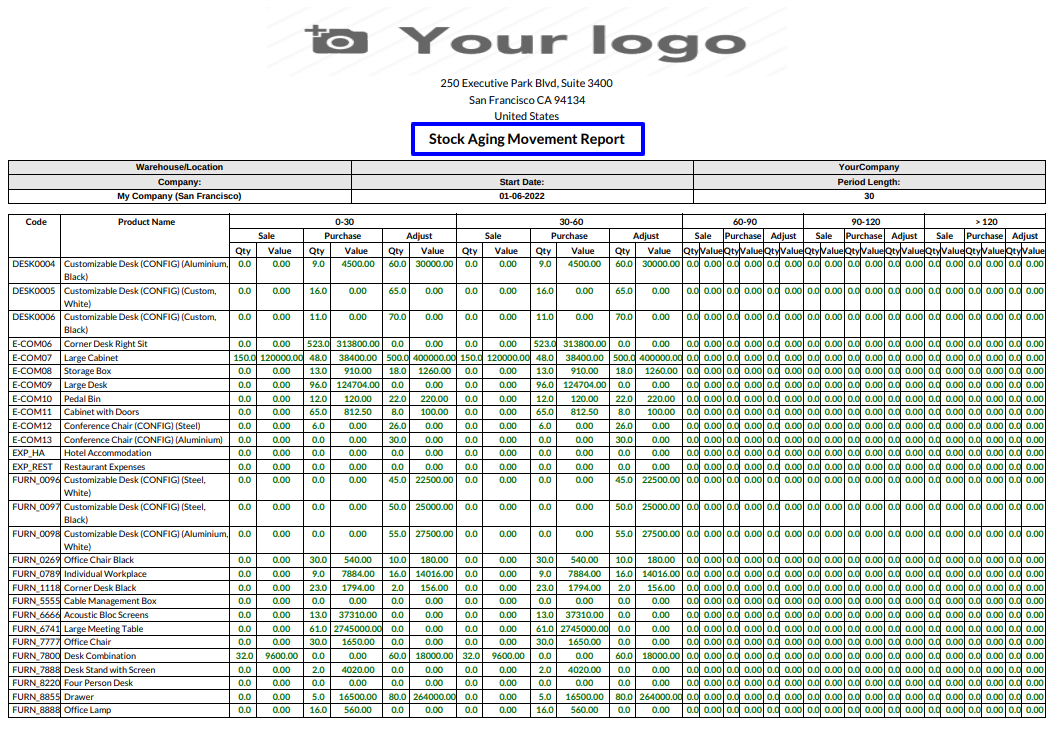 Your logo
250 Executive Park Blvd, Suite 3400
San Francisco CA 94134
United States
Stock Aging Movement Report
Warehouse/Location YourCompany
Company: Start Date: Period Length:
My Company (San Francisco) 01-06-2022 30
Code Product Name 0-30 30-60 60-90 90-120 > 120
Sale Purchase Adjust Sale Purchase Adjust Sale Purchase Adjust Sale Purchase Adjust Sale Purchase Adjust
Qty Value Qty Value Qty Value Qty Value Qty Value Qty Value Qty Value Qty Value Qty Value Qty Value Qty Value Qty Value Qty Value Qty Value Qty Value
DESK0004 Customizable Desk (CONFIG) (Aluminium, 0.0 0.00 9.0 4500.00 60.0 30000.00 0.0 0.00 9.0 4500.00 60.0 30000.00 0.0 0.00 0.0 0.00 0.0 0.00 0.0 0.00 0.0 0.00 0.0 0.00 0.0 0.00 0.0 0.00 0.0 0.00
Black)
DESK0005 Customizable Desk (CONFIG) (Custom, 0.0 0.00 16.0 0.00 65.0 0.00 0.0 0.00 16.0 0.00 65.0 0.00 0.0 0.00 0.0 0.00 0.0 0.00 0.0 0.00 0.0 0.00 0.0 0.00 0.0 0.00 0.0 0.00 0.0 0.00
White)
DESK0006 Customizable Desk (CONFIG) (Custom, 0.0 0.00 11.0 0.00 70.0 0.00 0.0 0.00 11.0 0.00 70.0 0.00 0.0 0.00 0.0 0.00 0.0 0.00 0.0 0.00 0.0 0.00 0.0 0.00 0.0 0.00 0.0 0.00 0.0 0.00
Black)
E-COM06 Corner Desk Right Sit 0.0 0.00 523.0 313800.00 0.0 0.00 0.0 0.00 523.0 313800.00 0.0 0.00 0.0 0.00 0.0 0.00 0.0 0.00 0.0 0.00 0.0 0.00 0.0 0.00 0.0 0.00 0.0 0.00 0.0 0.00
E-COM07 Large Cabinet 150.0 120000.00 48.0 38400.00 500.0 400000.00 150.0 120000.00 48.0 38400.00 500.0 400000.00 0.0 0.00 0.0 0.00 0.0 0.00 0.0 0.00 0.0 0.00 0.0 0.00 0.0 0.00 0.0 0.00 0.0 0.00
E-COM08 Storage Box 0.0 0.00 13.0 910.00 18.0 1260.00 0.0 0.00 13.0 910.00 18.0 1260.00 0.0 0.00 0.0 0.00 0.0 0.00 0.0 0.00 0.0 0.00 0.0 0.00 0.0 0.00 0.0 0.00 0.0 0.00
E-COM09 Large Desk 0.0 0.00 96.0 124704.00 0.0 0.00 0.0 0.00 96.0 124704.00 0.0 0.00 0.0 0.00 0.0 0.00 0.0 0.00 0.0 0.00 0.0 0.00 0.0 0.00 0.0 0.00 0.0 0.00 0.0 0.00
E-COM10 Pedal Bin 0.0 0.00 12.0 120.00 22.0 220.00 0.0 0.00 12.0 120.00 22.0 220.00 0.0 0.00 0.0 0.00 0.0 0.00 0.0 0.00 0.0 0.00 0.0 0.00 0.0 0.00 0.0 0.00 0.0 0.00
E-COM11 Cabinet with Doors 0.0 0.00 65.0 812.50 8.0 100.00 0.0 0.00 65.0 812.50 8.0 100.00 0.0 0.00 0.0 0.00 0.0 0.00 0.0 0.00 0.0 0.00 0.0 0.00 0.0 0.00 0.0 0.00 0.0 0.00
E-COM12 Conference Chair (CONFIG) (Steel) 0.0 0.00 6.0 0.00 26.0 0.00 0.0 0.00 6.0 0.00 26.0 0.00 0.0 0.00 0.0 0.00 0.0 0.00 0.0 0.00 0.0 0.00 0.0 0.00 0.0 0.00 0.0 0.00 0.0 0.00
E-COM13 Conference Chair (CONFIG) (Aluminium) 0.0 0.00 0.0 0.00 30.0 0.00 0.0 0.00 0.0 0.00 30.0 0.00 0.0 0.00 0.0 0.00 0.0 0.00 0.0 0.00 0.0 0.00 0.0 0.00 0.0 0.00 0.0 0.00 0.0 0.00
EXP_HA Hotel Accommodation 0.0 0.00 0.0 0.00 0.0 0.00 0.0 0.00 0.0 0.00 0.0 0.00 0.0 0.00 0.0 0.00 0.0 0.00 0.0 0.00 0.0 0.00 0.0 0.00 0.0 0.00 0.0 0.00 0.0 0.00
EXP_REST Restaurant Expenses 0.0 0.00 0.0 0.00 0.0 0.00 0.0 0.00 0.0 0.00 0.0 0.00 0.0 0.00 0.0 0.00 0.0 0.00 0.0 0.00 0.0 0.00 0.0 0.00 0.0 0.00 0.0 0.00 0.0 0.00
FURN_0096 Customizable Desk (CONFIG) (Steel, 0.0 0.00 0.0 0.00 45.0 22500.00 0.0 0.00 0.0 0.00 45.0 22500.00 0.0 0.00 0.0 0.00 0.0 0.00 0.0 0.00 0.0 0.00 0.0 0.00 0.0 0.00 0.0 0.00 0.0 0.00
White)
FURN_0097 Customizable Desk (CONFIG) (Steel, 0.0 0.00 0.0 0.00 50.0 25000.00 0.0 0.00 0.0 0.00 50.0 25000.00 0.0 0.00 0.0 0.00 0.0 0.00 0.0 0.00 0.0 0.00 0.0 0.00 0.0 0.00 0.0 0.00 0.0 0.00
Black)
FURN_0098 Customizable Desk (CONFIG) (Aluminium, 0.0 0.00 0.0 0.00 55.0 27500.00 0.0 0.00 0.0 0.00 55.0 27500.00 0.0 0.00 0.0 0.00 0.0 0.00 0.0 0.00 0.0 0.00 0.0 0.00 0.0 0.00 0.0 0.00 0.0 0.00
White)
FURN_0269 Office Chair Black 0.0 0.00 30.0 540.00 10.0 180.00 0.0 0.00 30.0 540.00 10.0 180.00 0.0 0.00 0.0 0.00 0.0 0.00 0.0 0.00 0.0 0.00 0.0 0.00 0.0 0.00 0.0 0.00 0.0 0.00
FURN_0789 Individual Workplace 0.0 0.00 9.0 7884.00 16.0 14016.00 0.0 0.00 9.0 7884.00 16.0 14016.00 0.0 0.00 0.0 0.00 0.0 0.00 0.0 0.00 0.0 0.00 0.0 0.00 0.0 0.00 0.0 0.00 0.0 0.00
FURN_1118 Corner Desk Black 0.0 0.00 23.0 1794.00 2.0 156.00 0.0 0.00 23.0 1794.00 2.0 156.00 0.0 0.00 0.0 0.00 0.0 0.00 0.0 0.00 0.0 0.00 0.0 0.00 0.0 0.00 0.0 0.00 0.0 0.00
FURN_5555 Cable Management Box 0.0 0.00 0.0 0.00 0.0 0.00 0.0 0.00 0.0 0.00 0.0 0.00 0.0 0.00 0.0 0.00 0.0 0.00 0.0 0.00 0.0 0.00 0.0 0.00 0.0 0.00 0.0 0.00 0.0 0.00
FURN_6666 Acoustic Bloc Screens 0.0 0.00 13.0 37310.00 0.0 0.00 0.0 0.00 13.0 37310.00 0.0 0.00 0.0 0.00 0.0 0.00 0.0 0.00 0.0 0.00 0.0 0.00 0.0 0.00 0.0 0.00 0.0 0.00 0.0 0.00
FURN_6741 Large Meeting Table 0.0 0.00 61.0 2745000.00 0.0 0.00 0.0 0.00 61.0 2745000.00 0.0 0.00 0.0 0.00 0.0 0.00 0.0 0.00 0.0 0.00 0.0 0.00 0.0 0.00 0.0 0.00 0.0 0.00 0.0 0.00
FURN_7777 Office Chair 0.0 0.00 30.0 1650.00 0.0 0.00 0.0 0.00 30.0 1650.00 0.0 0.00 0.0 0.00 0.0 0.00 0.0 0.00 0.0 0.00 0.0 0.00 0.0 0.00 0.0 0.00 0.0 0.00 0.0 0.00
FURN_7800 Desk Combination 32.0 9600.00 0.0 0.00 60.0 18000.00 32.0 9600.00 0.0 0.00 60.0 18000.00 0.0 0.00 0.0 0.00 0.0 0.00 0.0 0.00 0.0 0.00 0.0 0.00 0.0 0.00 0.0 0.00 0.0 0.00
FURN_7888 Desk Stand with Screen 0.0 0.00 2.0 4020.00 0.0 0.00 0.0 0.00 2.0 4020.00 0.0 0.00 0.0 0.00 0.0 0.00 0.0 0.00 0.0 0.00 0.0 0.00 0.0 0.00 0.0 0.00 0.0 0.00 0.0 0.00
FURN_8220 Four Person Desk 0.0 0.00 0.0 0.00 0.0 0.00 0.0 0.00 0.0 0.00 0.0 0.00 0.0 0.00 0.0 0.00 0.0 0.00 0.0 0.00 0.0 0.00 0.0 0.00 0.0 0.00 0.0 0.00 0.0 0.00
FURN_8855 Drawer 0.0 0.00 5.0 16500.00 80.0 264000.00 0.0 0.00 5.0 16500.00 80.0 264000.00 0.0 0.00 0.0 0.00 0.0 0.00 0.0 0.00 0.0 0.00 0.0 0.00 0.0 0.00 0.0 0.00 0.0 0.00
FURN_8888 Office Lamp 0.0 0.00 16.0 560.00 0.0 0.00 0.0 0.00 16.0 560.00 0.0 0.00 0.0 0.00 0.0 0.00 0.0 0.00 0.0 0.00 0.0 0.00 0.0 0.00 0.0 0.00 0.0 0.00 0.0 0.00